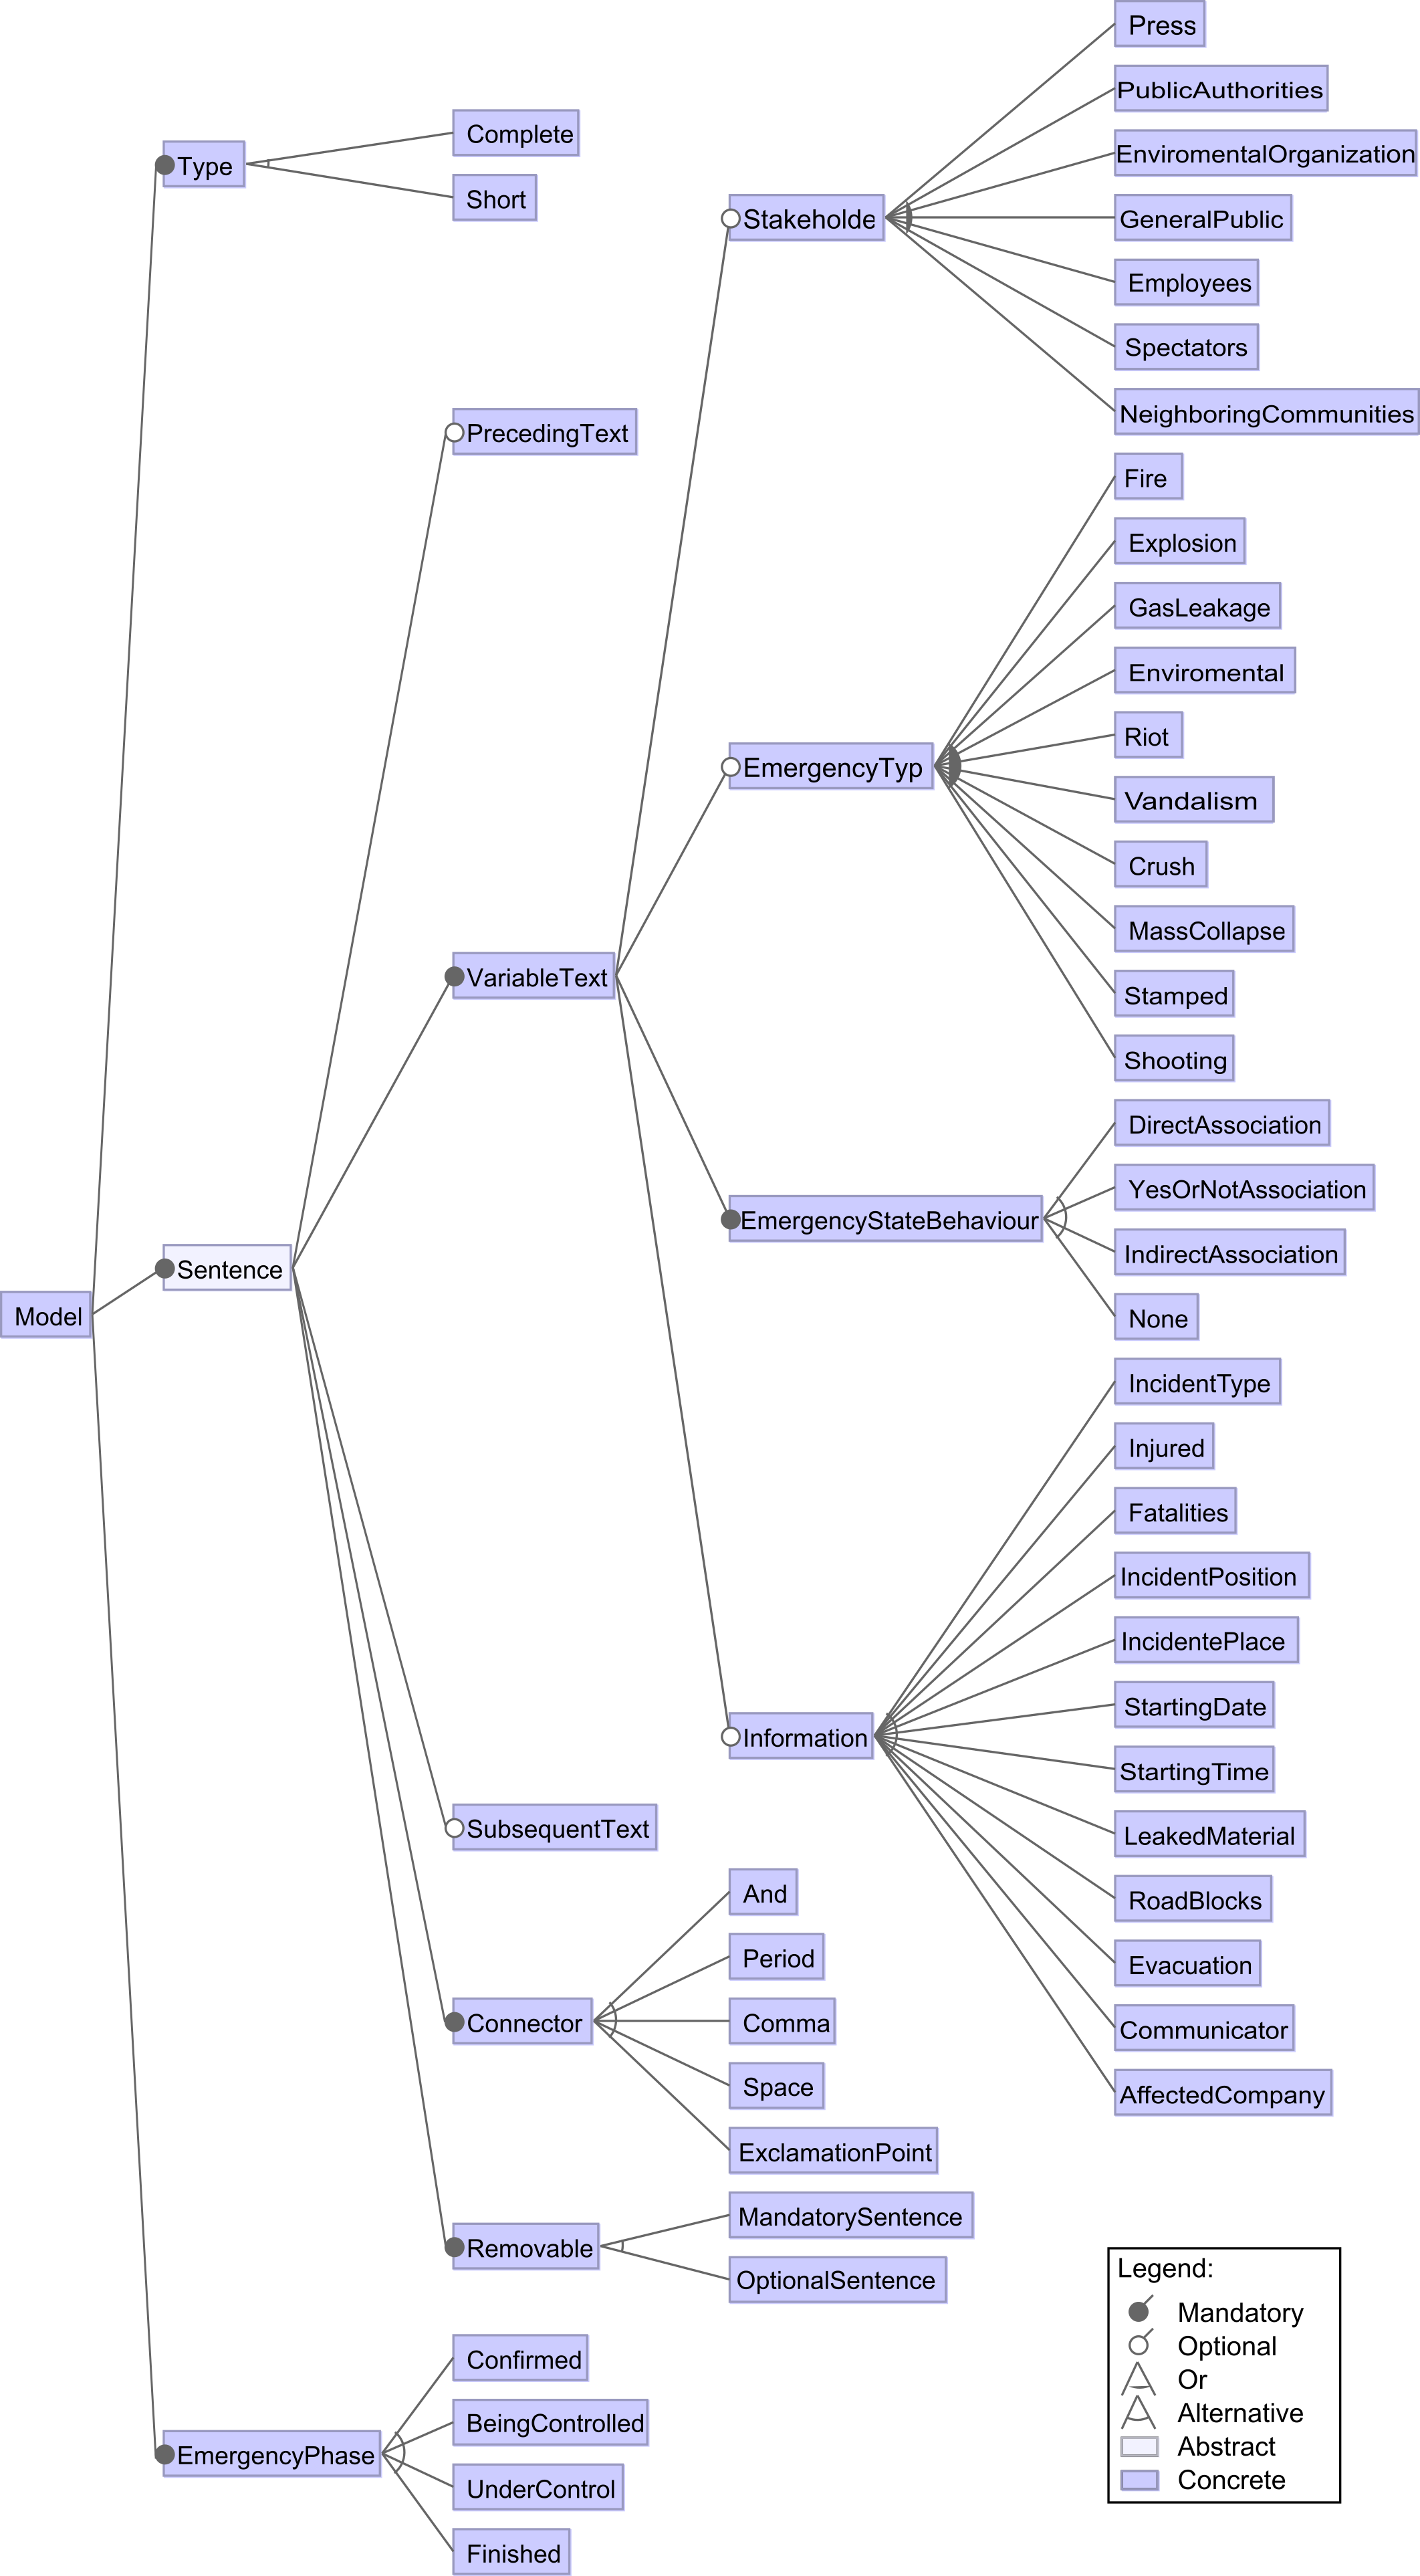 Press
PublicAuthorities
EnviromentalOrganization
GeneralPublic
Employees
Spectators
NeighboringCommunities
Complete
Short
Type
Stakeholde
PrecedingText
Fire
Explosion
GasLeakage
Enviromental
Riot
Vandalism
Crush
MassCollapse
Stamped
Shooting
EmergencyTyp
VariableText
DirectAssociation
YesOrNotAssociation
IndirectAssociation
None
EmergencyStateBehaviour
Sentence
Model
IncidentType
Injured
Fatalities
IncidentPosition
IncidentePlace
StartingDate
StartingTime
LeakedMaterial
RoadBlocks
Evacuation
Communicator
AffectedCompany
Information
SubsequentText
And
Period
Comma
Space
ExclamationPoint
Connector
MandatorySentence
OptionalSentence
Removable
Confirmed
BeingControlled
UnderControl
Finished
EmergencyPhase
Legend:
Mandatory
Optional
Or
Alternative
Abstract
Concrete